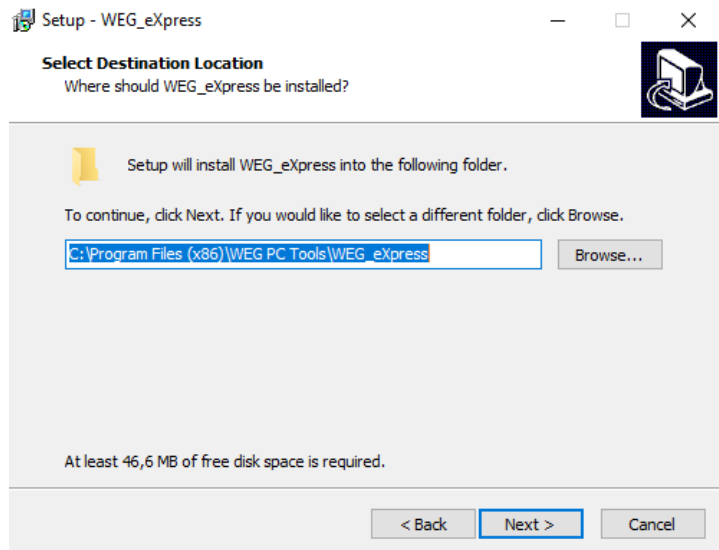 Setup - WEG_eXpress
Select Destination Location
Where should WEG_eXpress be installed?
Setup will install WEG_eXpress into the following folder.
To continue, click Next. If you would like to select a different folder, click Browse.
C:\Program Files (x86)\WEG PC Tools\WEG_eXpress
Browse...
At least 46,6 MB of free disk space is required.
< Back
Next >
Cancel